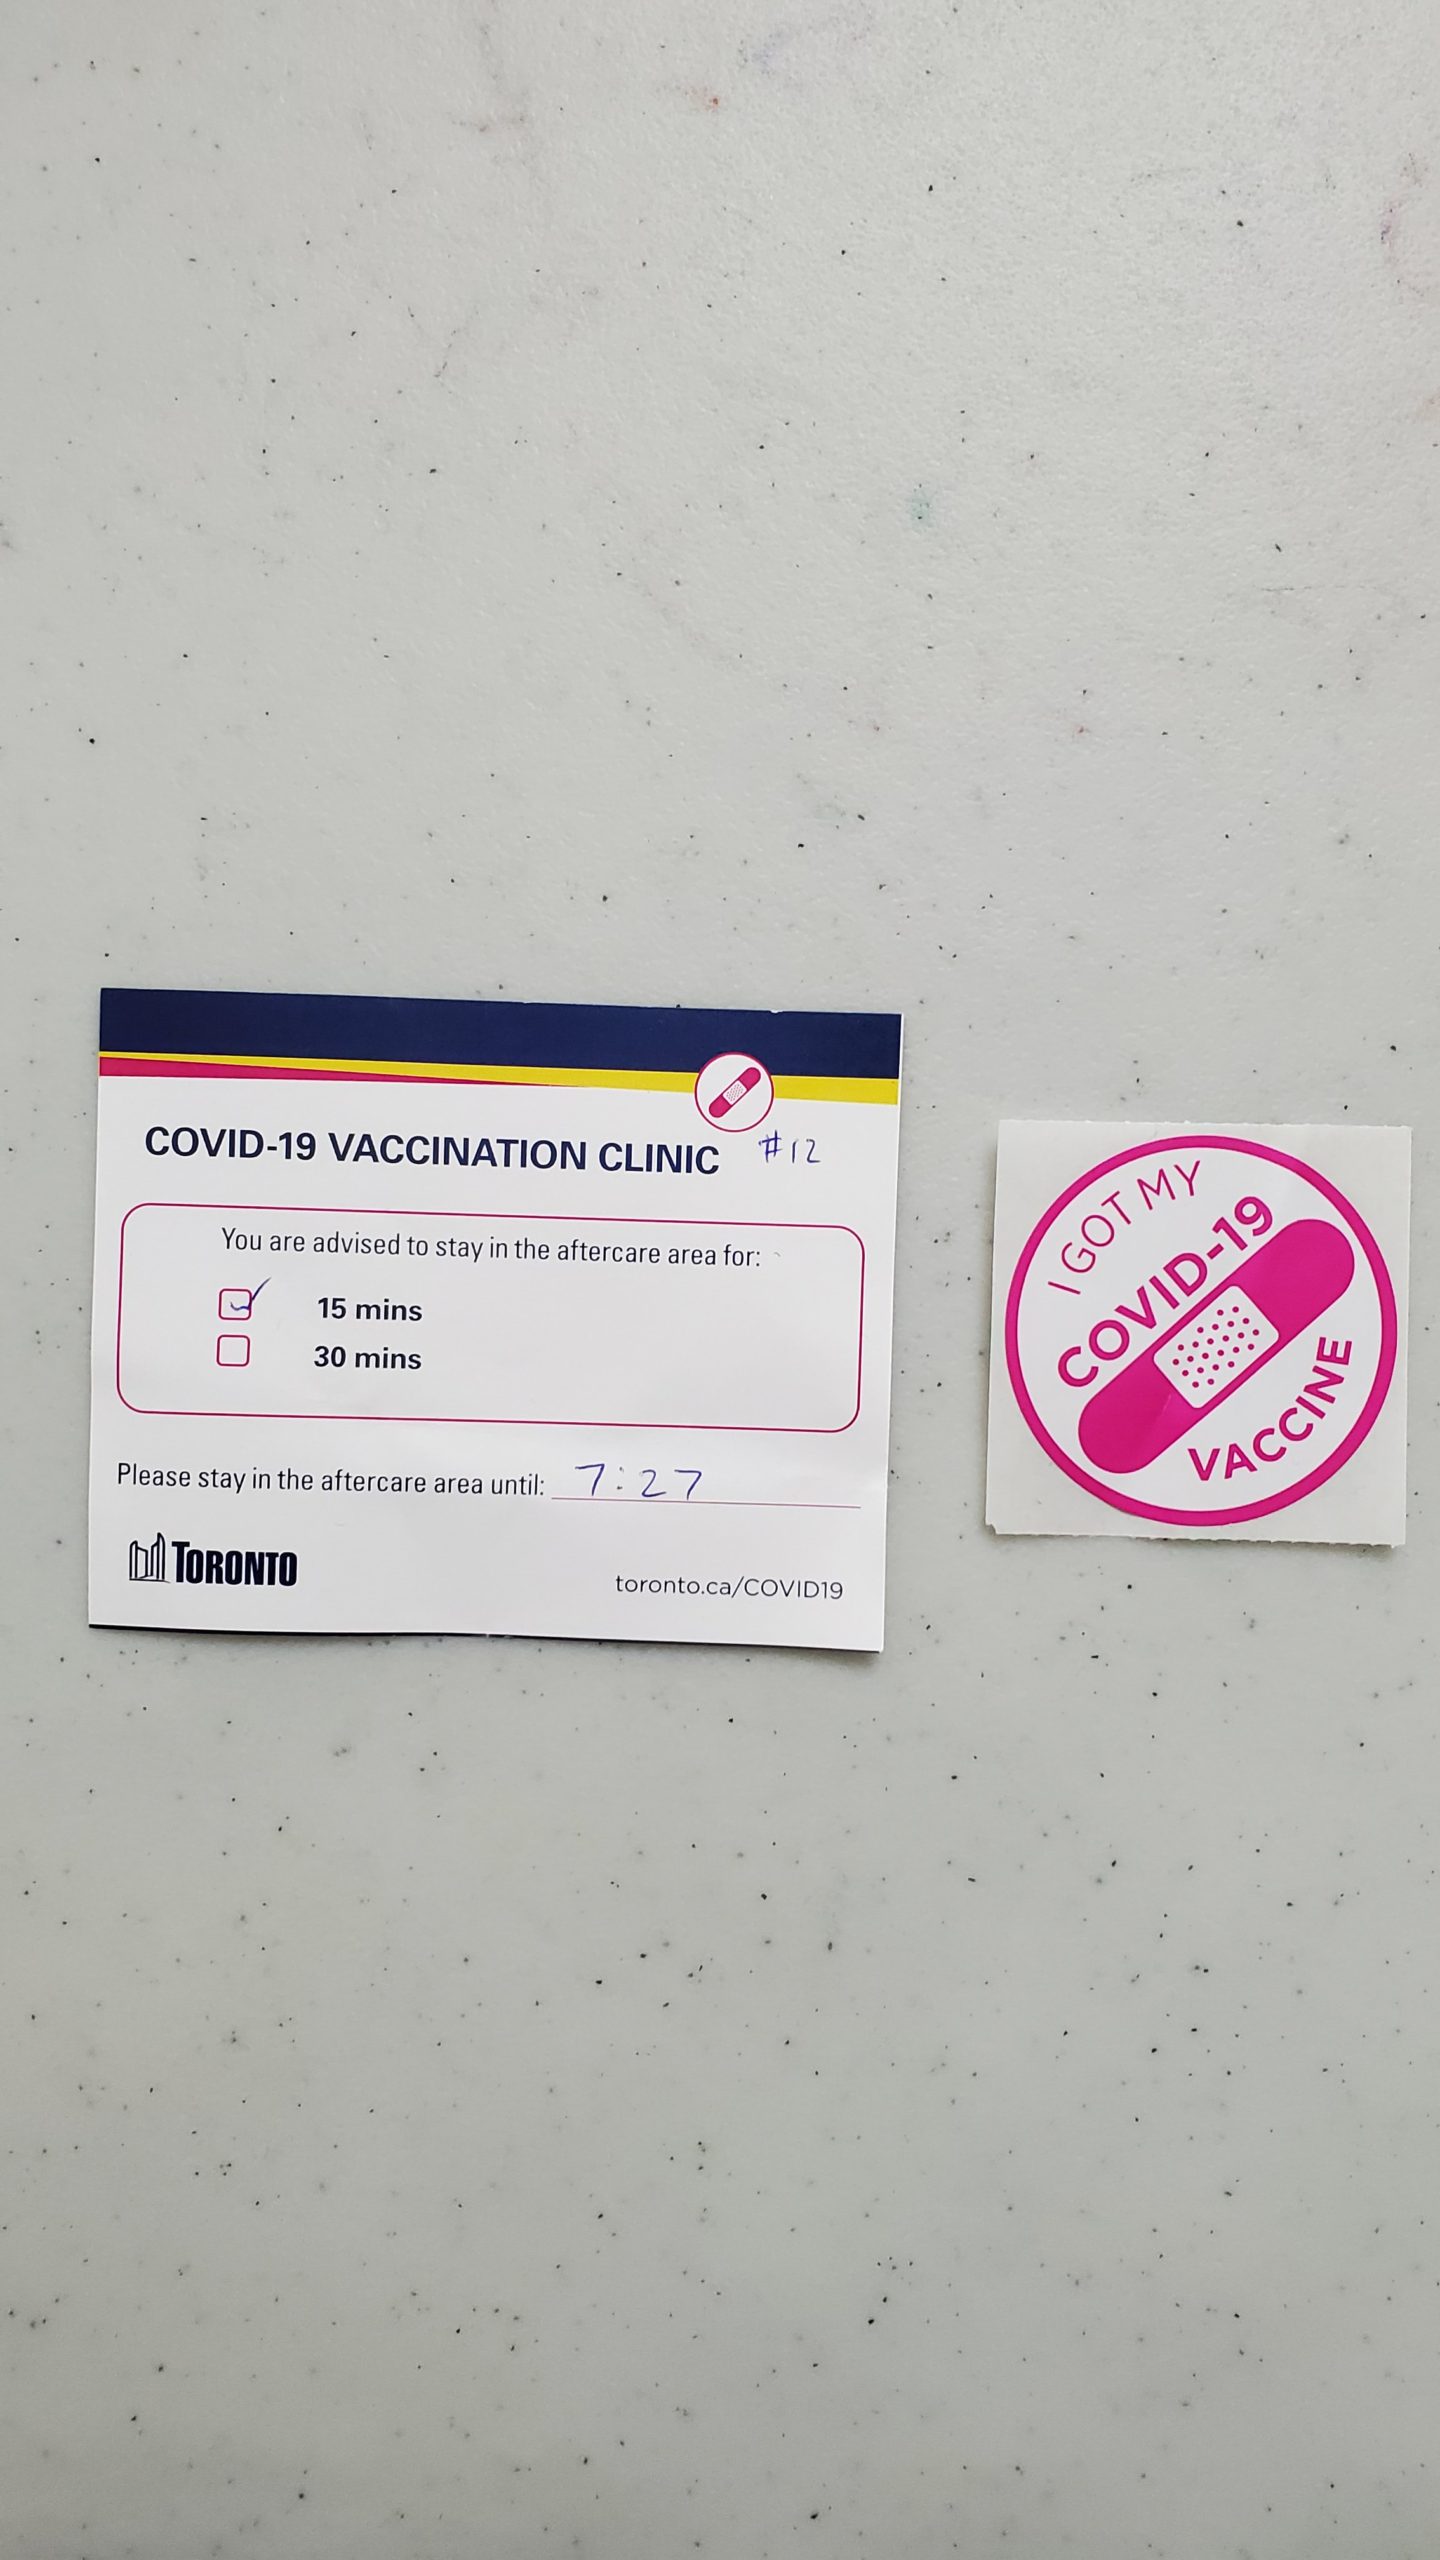 COVID-19 VACCINATION CLINIC #12
You are advised to stay in the aftercare area for:
15 mins
30 mins
Please stay in the aftercare area until: 7:27
TORONTO
toronto.ca/COVID19
I GOT MY
COVID-19
VACCINE